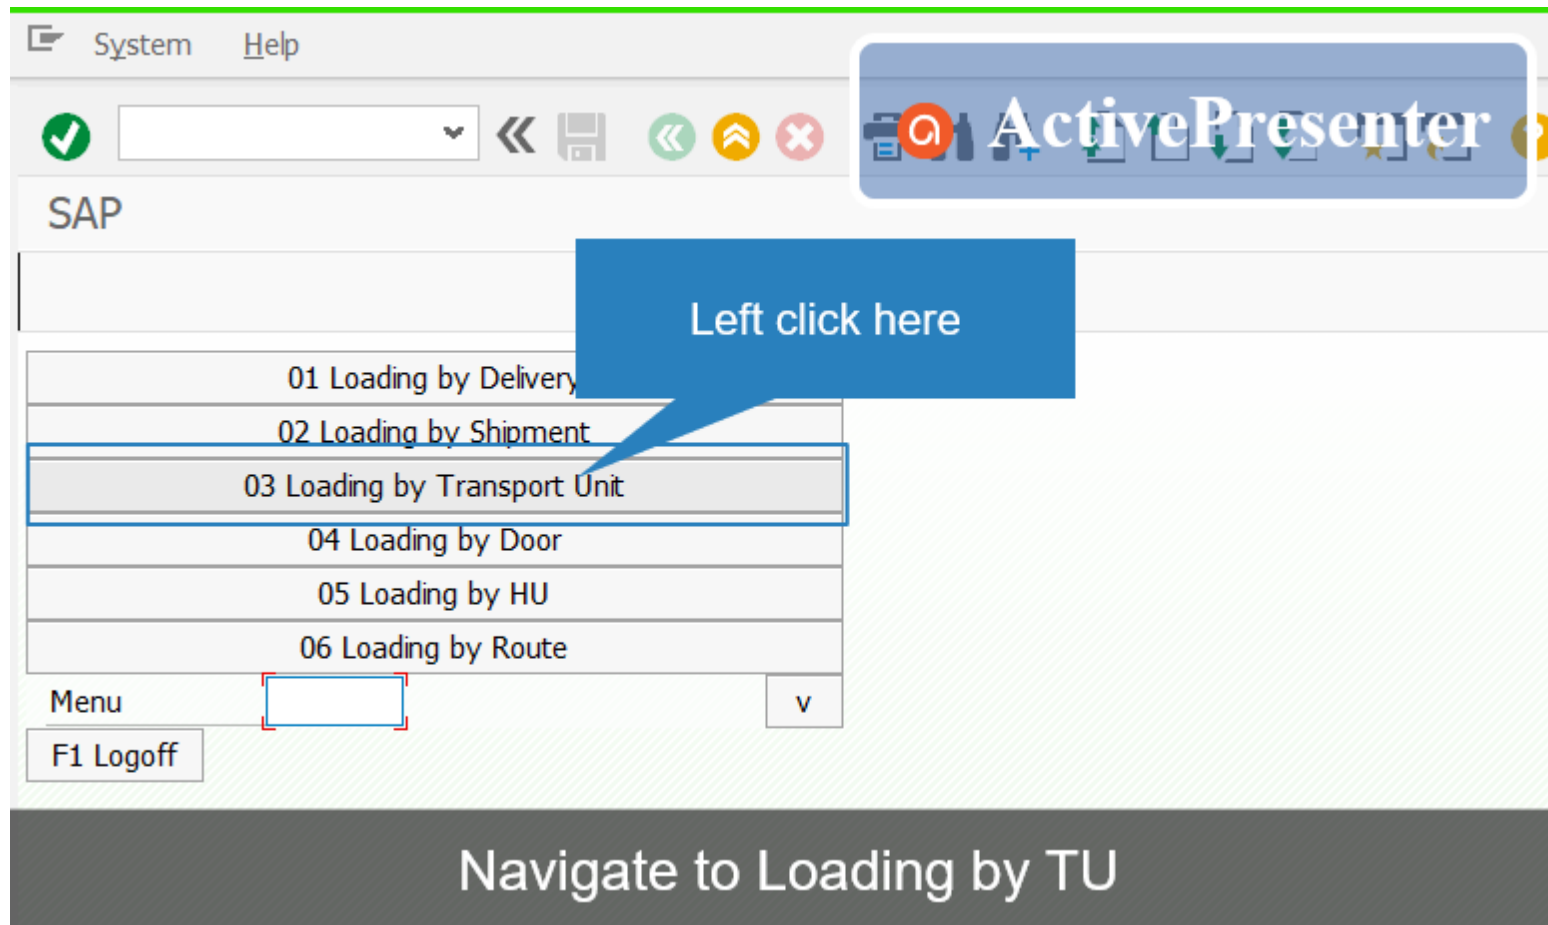 System Help
ActivePresenter
SAP
Left click here
01 Loading by Delivery
02 Loading by Shipment
03 Loading by Transport Unit
04 Loading by Door
05 Loading by HU
06 Loading by Route
Menu v
F1 Logoff
Navigate to Loading by TU